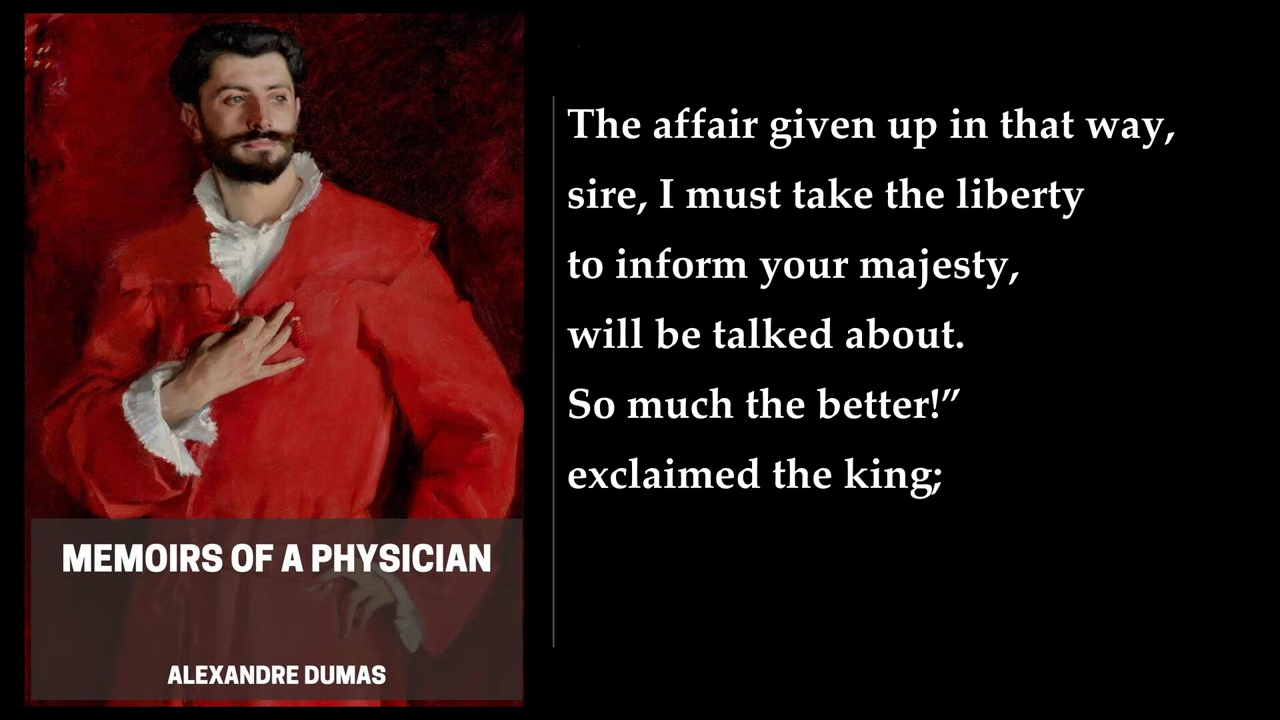 MEMOIRS OF A PHYSICIAN
ALEXANDRE DUMAS
The affair given up in that way,
sire, I must take the liberty
to inform your majesty,
will be talked about.
So much the better!”
exclaimed the king;